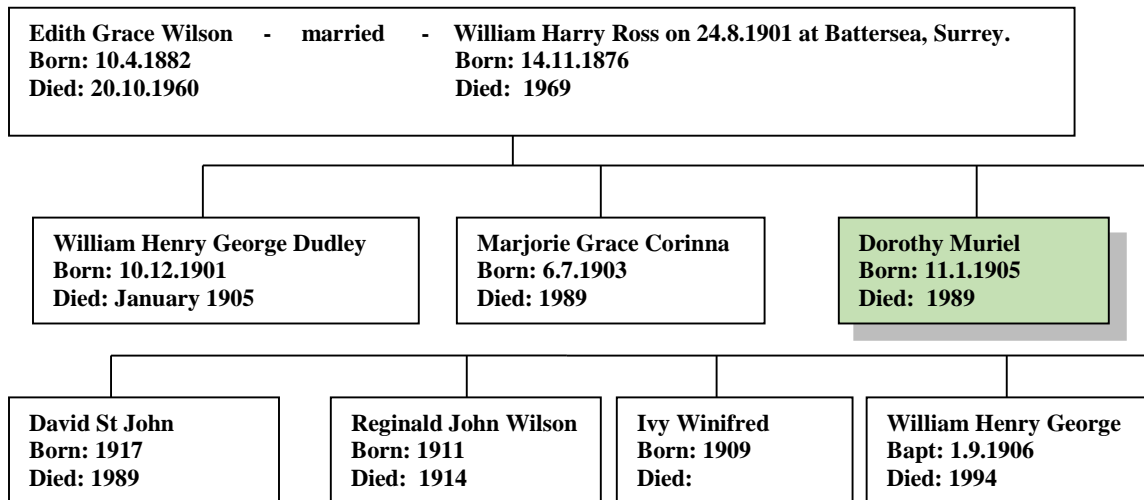 Edith Grace Wilson - married - William Harry Ross on 24.8.1901 at Battersea, Surrey.
Born: 10.4.1882 Born: 14.11.1876
Died: 20.10.1960 Died: 1969
William Henry George Dudley
Born: 10.12.1901
Died: January 1905
Marjorie Grace Corinna
Born: 6.7.1903
Died: 1989
Dorothy Muriel
Born: 11.1.1905
Died: 1989
David St John
Born: 1917
Died: 1989
Reginald John Wilson
Born: 1911
Died: 1914
Ivy Winifred
Born: 1909
Died:
William Henry George
Bapt: 1.9.1906
Died: 1994